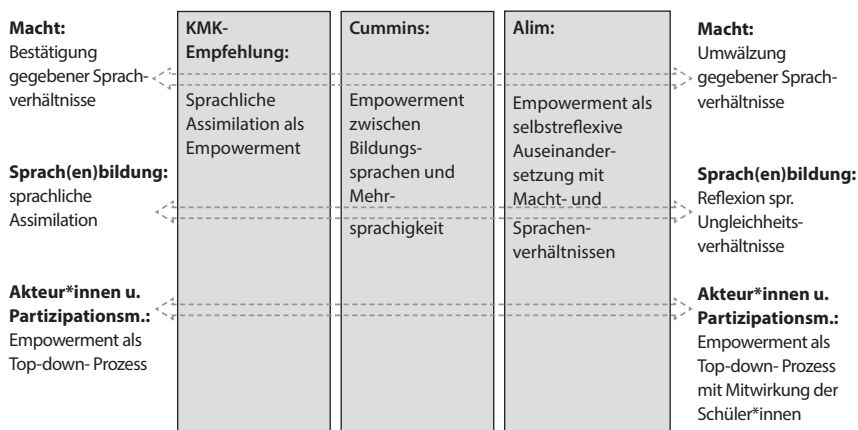 Macht:
Bestätigung
gegebener Sprach-
verhältnisse
Sprach(en)bildung:
sprachliche
Assimilation
Akteur*innen u.
Partizipationsm.:
Empowerment als
Top-down- Prozess
KMK-
Empfehlung:
Sprachliche
Assimilation als
Empowerment
Cummins:
Empowerment
zwischen
Bildungs-
sprachen und
Mehr-
sprachigkeit
Alim:
Empowerment als
selbstreflexive
Auseinander-
setzung mit
Macht- und
Sprachen-
verhältnissen
Macht:
Umwälzung
gegebener Sprach-
verhältnisse
Sprach(en)bildung:
Reflexion spr.
Ungleichheits-
verhältnisse
Akteur*innen u.
Partizipationsm.:
Empowerment als
Top-down- Prozess
mit Mitwirkung der
Schüler*innen